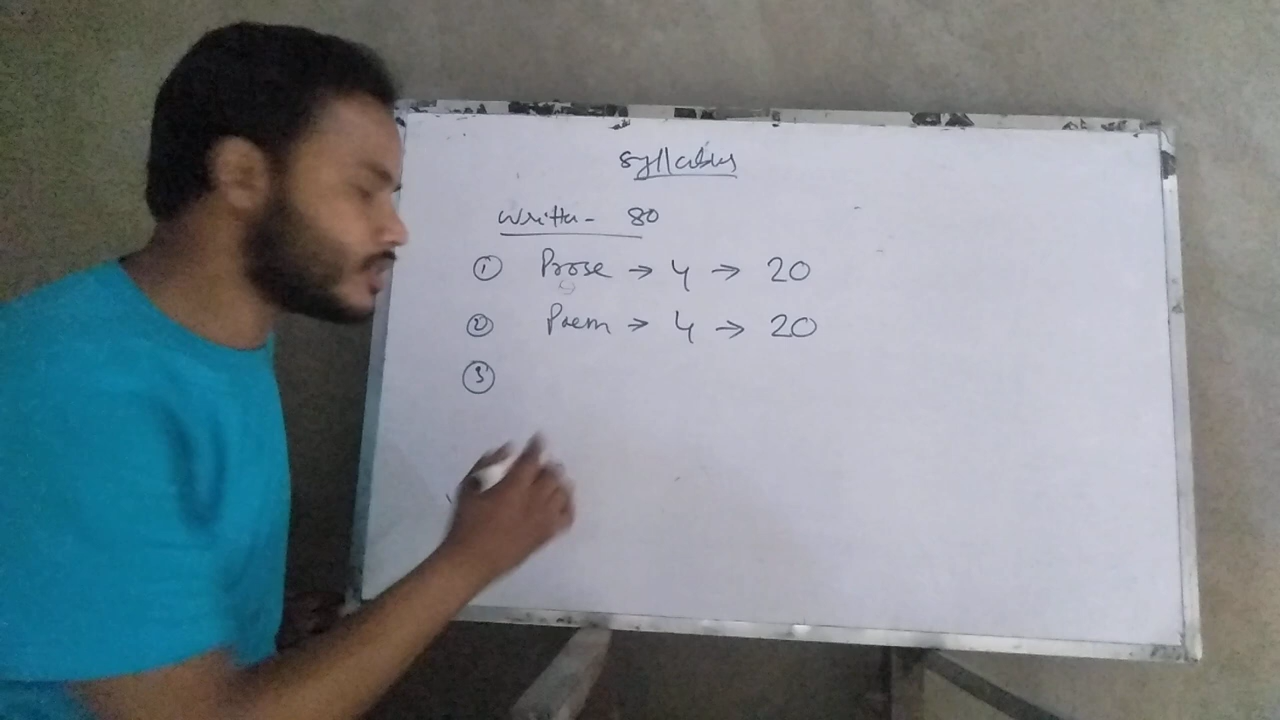 Syllabus
Written - 80
① Prose → 4 → 20
② Poem → 4 → 20
③